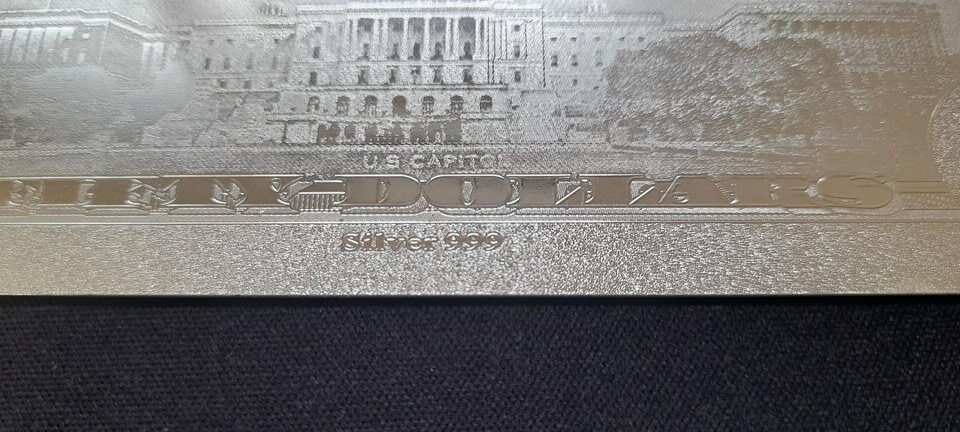 U.S CAPITOL
DOLLARS
Silver 999